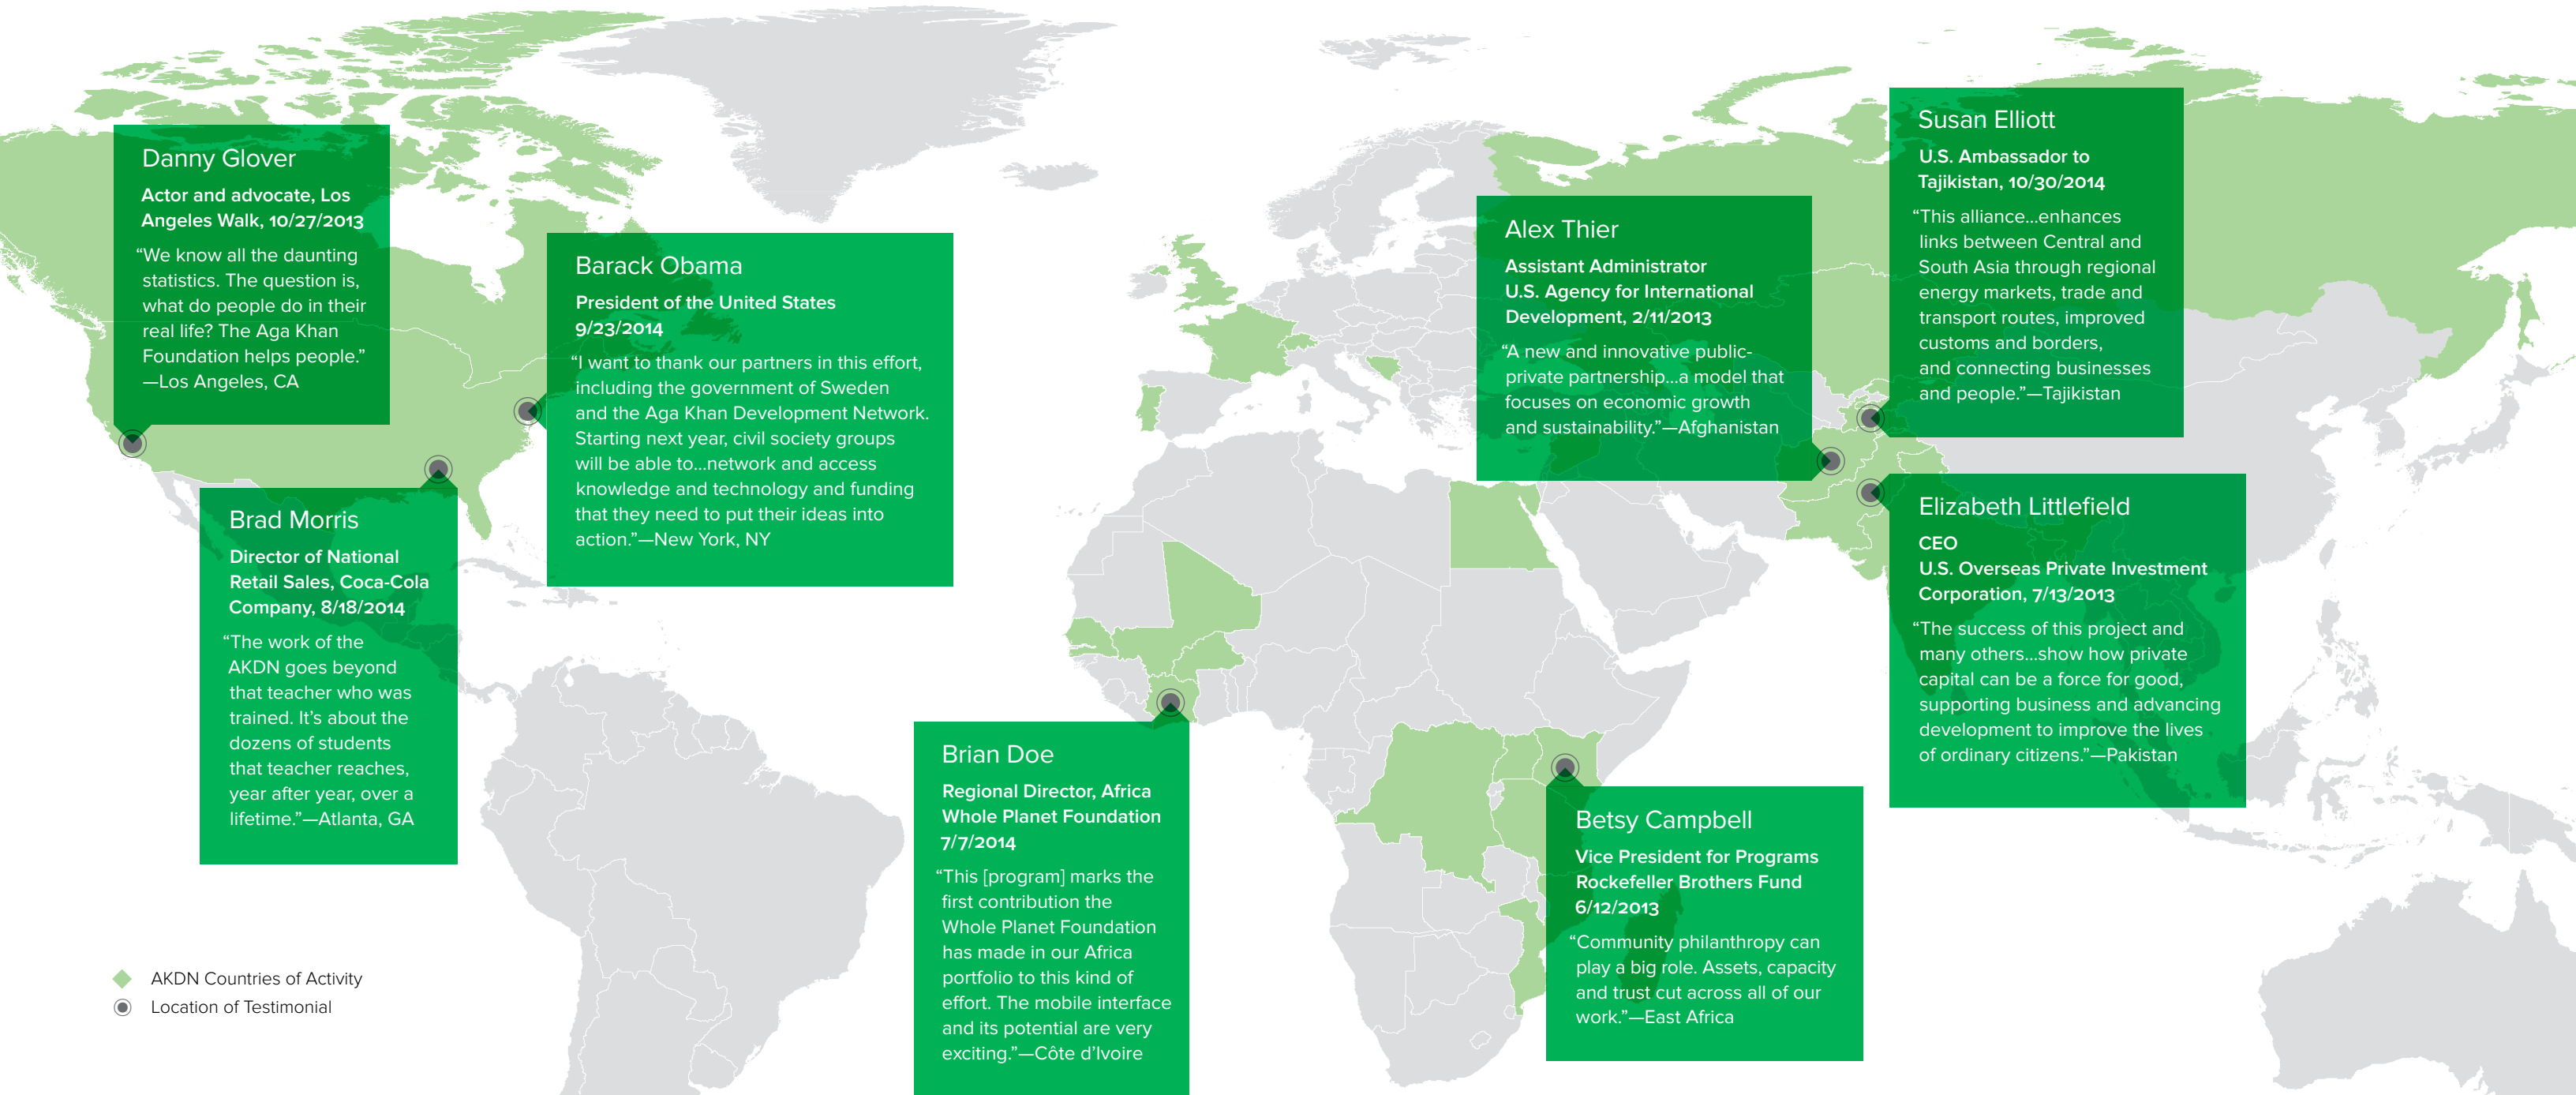 Danny Glover
Actor and advocate, Los
Angeles Walk, 10/27/2013
“We know all the daunting
statistics. The question is,
what do people do in their
real life? The Aga Khan
Foundation helps people.”
—Los Angeles, CA
Brad Morris
Director of National
Retail Sales, Coca-Cola
Company, 8/18/2014
“The work of the
AKDN goes beyond
that teacher who was
trained. It’s about the
dozens of students
that teacher reaches,
year after year, over a
lifetime.”—Atlanta, GA
Barack Obama
President of the United States
9/23/2014
“I want to thank our partners in this effort,
including the government of Sweden
and the Aga Khan Development Network.
Starting next year, civil society groups
will be able to...network and access
knowledge and technology and funding
that they need to put their ideas into
action.”—New York, NY
Brian Doe
Regional Director, Africa
Whole Planet Foundation
7/7/2014
“This [program] marks the
first contribution the
Whole Planet Foundation
has made in our Africa
portfolio to this kind of
effort. The mobile interface
and its potential are very
exciting.”—Côte d’Ivoire
Alex Thier
Assistant Administrator
U.S. Agency for International
Development, 2/11/2013
“A new and innovative public-
private partnership...a model that
focuses on economic growth
and sustainability.”—Afghanistan
Susan Elliott
U.S. Ambassador to
Tajikistan, 10/30/2014
“This alliance...enhances
links between Central and
South Asia through regional
energy markets, trade and
transport routes, improved
customs and borders,
and connecting businesses
and people.”—Tajikistan
Elizabeth Littlefield
CEO
U.S. Overseas Private Investment
Corporation, 7/13/2013
“The success of this project and
many others...show how private
capital can be a force for good,
supporting business and advancing
development to improve the lives
of ordinary citizens.”—Pakistan
Betsy Campbell
Vice President for Programs
Rockefeller Brothers Fund
6/12/2013
“Community philanthropy can
play a big role. Assets, capacity
and trust cut across all of our
work.”—East Africa
AKDN Countries of Activity
Location of Testimonial